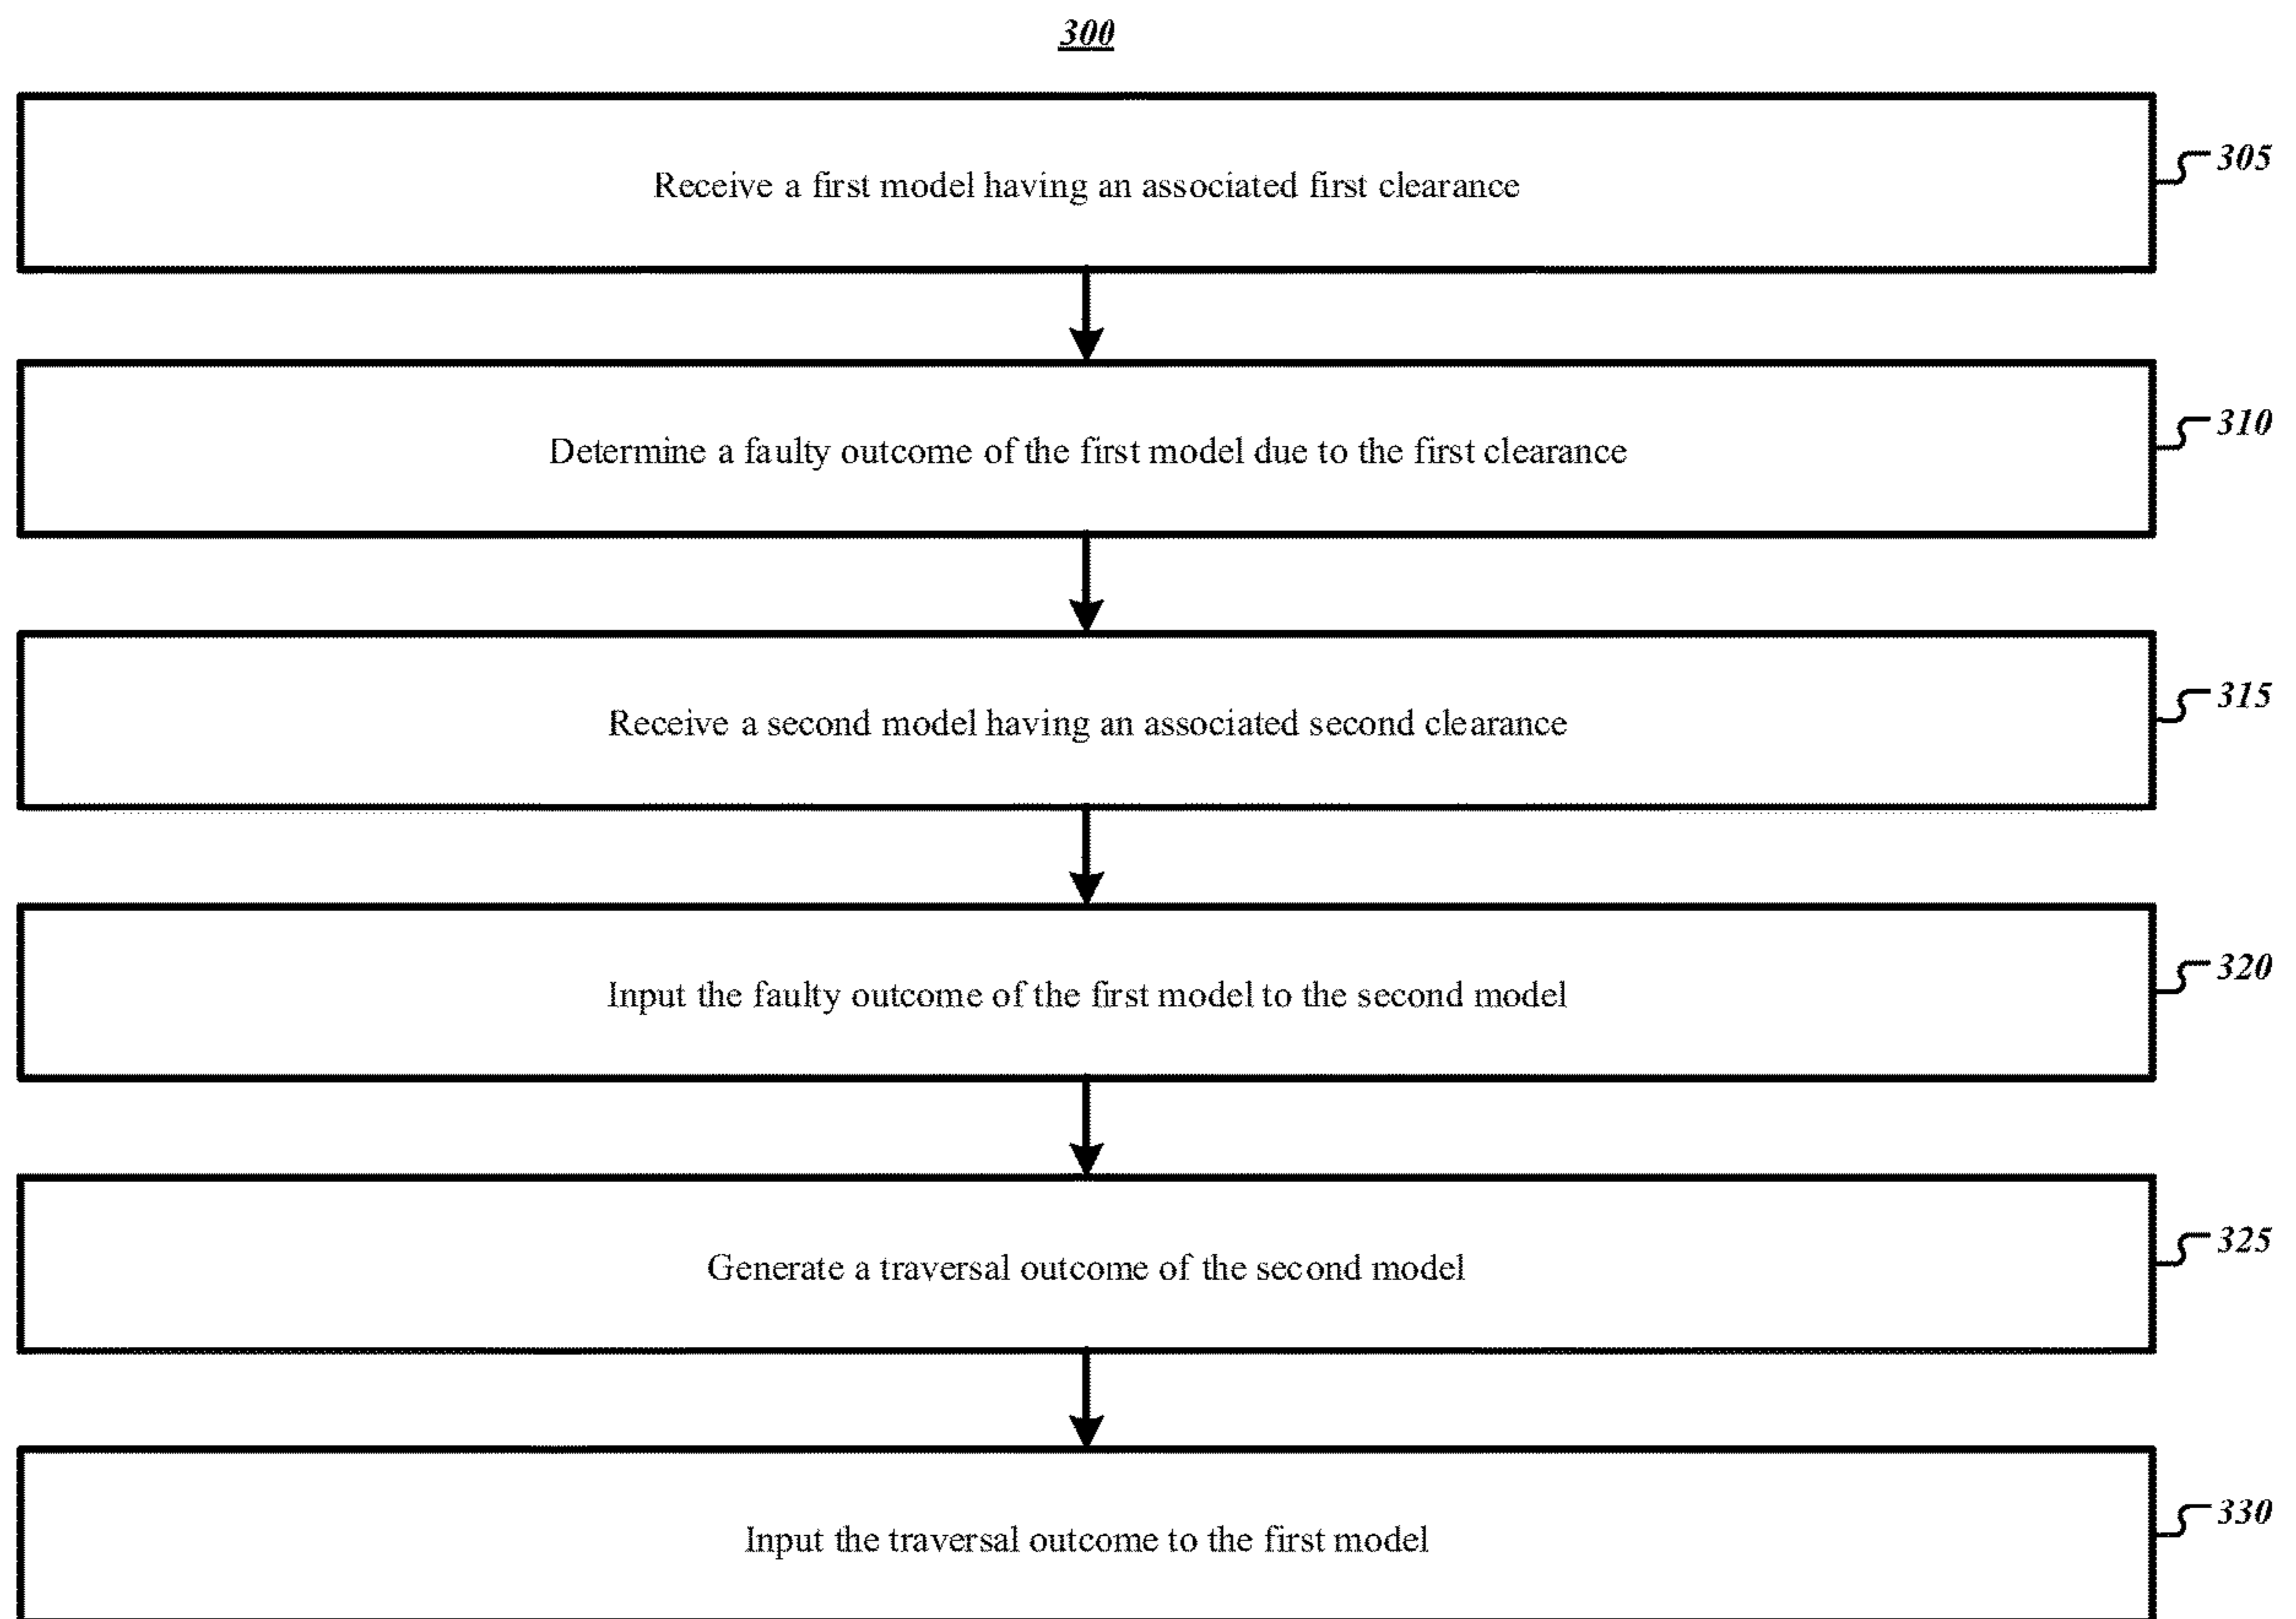 300
Receive a first model having an associated first clearance
305
Determine a faulty outcome of the first model due to the first clearance
310
Receive a second model having an associated second clearance
315
Input the faulty outcome of the first model to the second model
320
Generate a traversal outcome of the second model
325
Input the traversal outcome to the first model
330